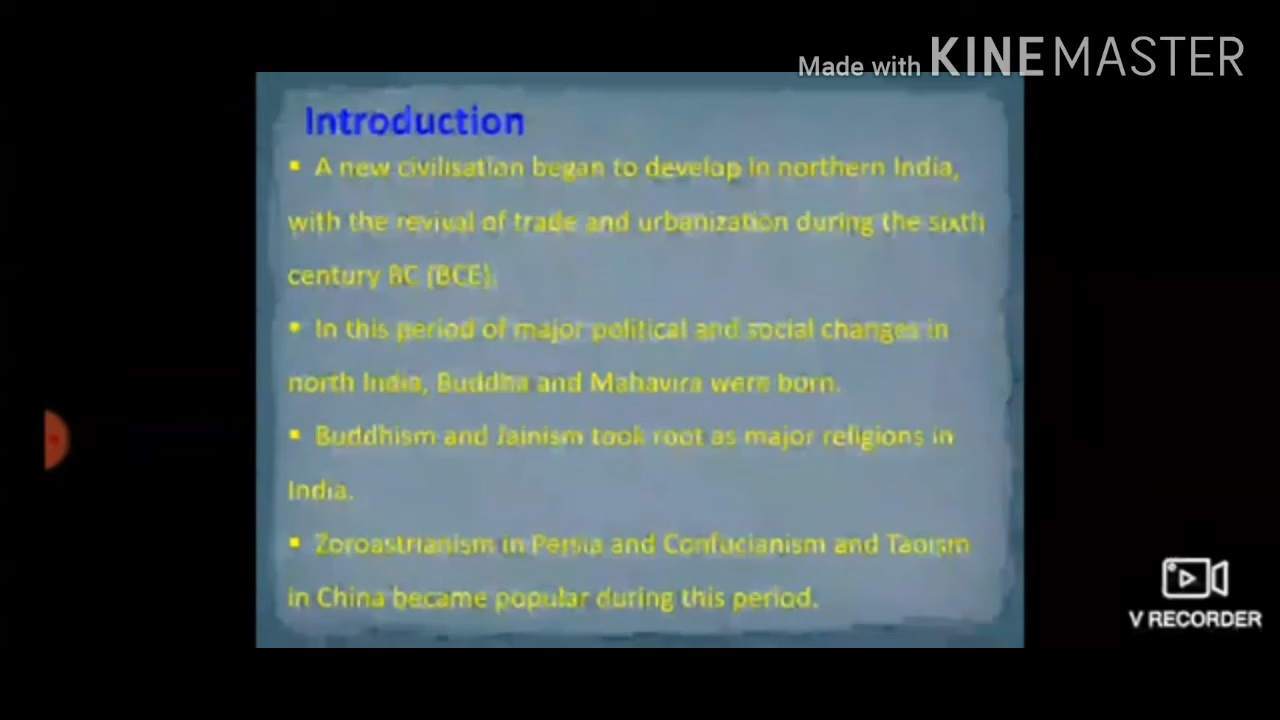 Made with KINEMASTER
Introduction
▪ A new civilisation began to develop in northern India,
with the revival of trade and urbanization during the sixth
century BC (BCE).
▪ In this period of major political and social changes in
north India, Buddha and Mahavira were born.
▪ Buddhism and Jainism took root as major religions in
India.
▪ Zoroastrianism in Persia and Confucianism and Taoism
in China became popular during this period.
V RECORDER